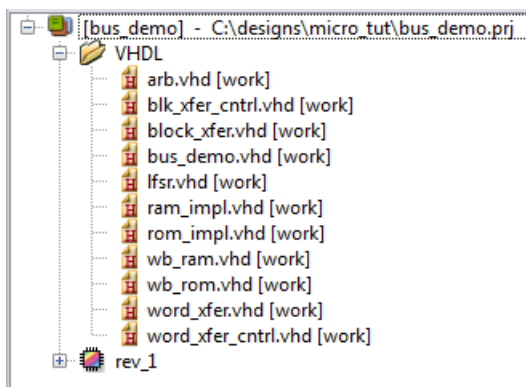 [bus_demo] - C:\designs\micro_tut\bus_demo.prj
VHDL
arb.vhd [work]
blk_xfer_cntrl.vhd [work]
block_xfer.vhd [work]
bus_demo.vhd [work]
lfsr.vhd [work]
ram_impl.vhd [work]
rom_impl.vhd [work]
wb_ram.vhd [work]
wb_rom.vhd [work]
word_xfer.vhd [work]
word_xfer_cntrl.vhd [work]
rev_1